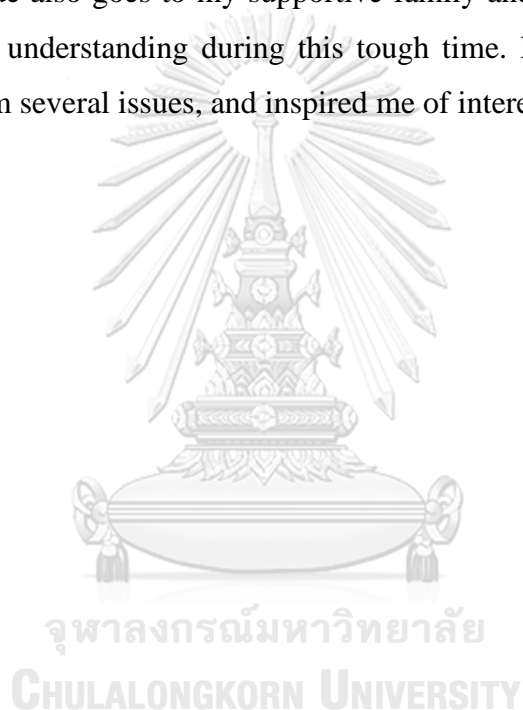 also goes to my supportive family and
understanding during this tough time.
several issues, and inspired me of
จุฬาลงกรณ์มหาวิทยาลัย
CHULALONGKORN UNIVERSITY